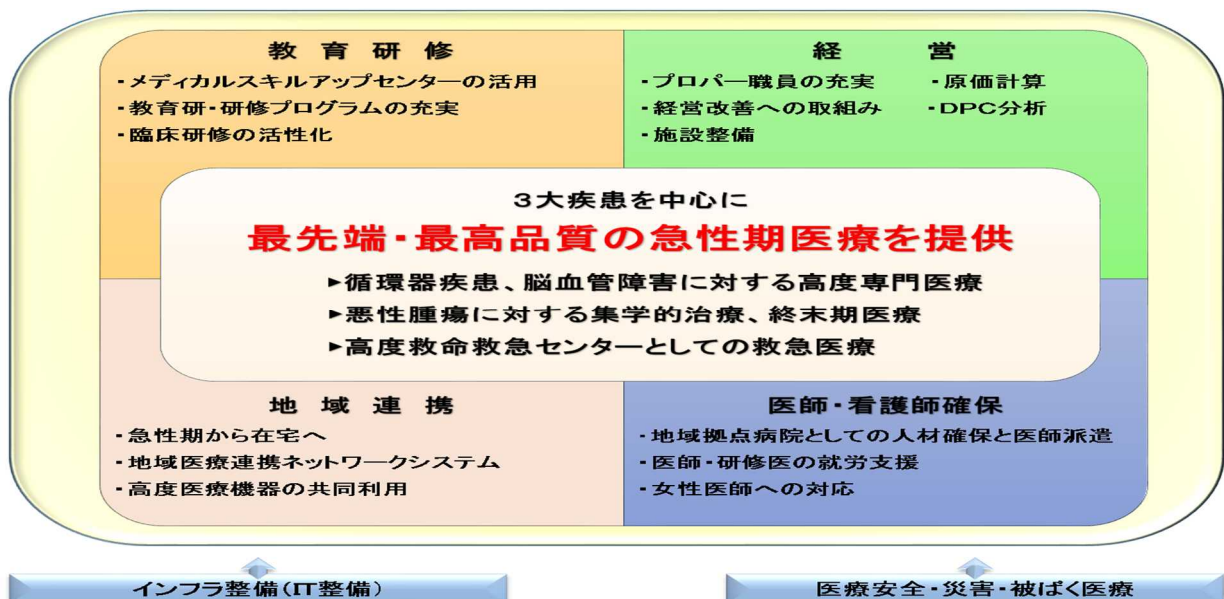 教育研修
・メディカルスキルアップセンターの活用
・教育研・研修プログラムの充実
・臨床研修の活性化
経営
・プロパー職員の充実 ・原価計算
・経営改善への取組み ・DPC分析
・施設整備
3大疾患を中心に
最先端・最高品質の急性期医療を提供
►循環器疾患、脳血管障害に対する高度専門医療
►悪性腫瘍に対する集学的治療、終末期医療
►高度救命救急センターとしての救急医療
地域連携
・急性期から在宅へ
・地域医療連携ネットワークシステム
・高度医療機器の共同利用
医師・看護師確保
・地域拠点病院としての人材確保と医師派遣
・医師・研修医の就労支援
・女性医師への対応
インフラ整備(IT整備)
医療安全・災害・被ばく医療